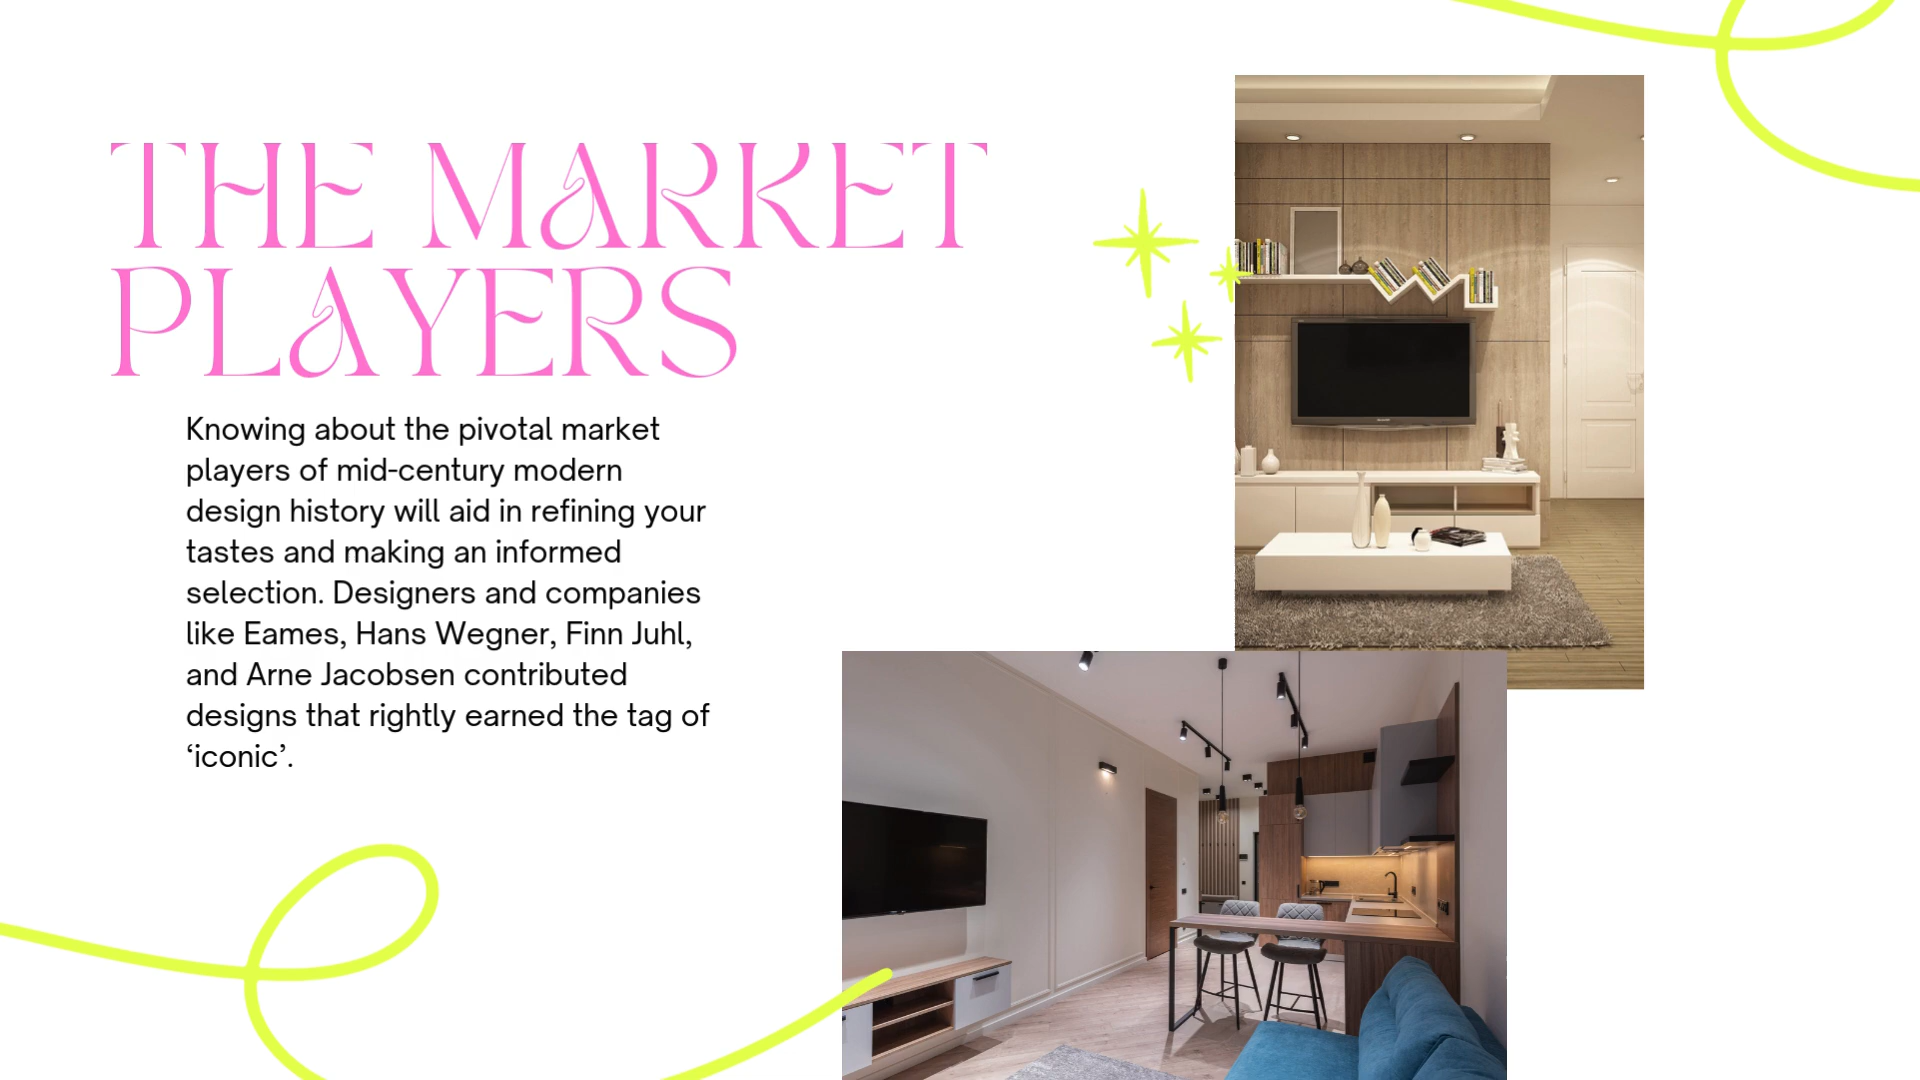 THE MARKET
PLAYERS
Knowing about the pivotal market
players of mid-century modern
design history will aid in refining your
tastes and making an informed
selection. Designers and companies
like Eames, Hans Wegner, Finn Juhl,
and Arne Jacobsen contributed
designs that rightly earned the tag of
‘iconic’.